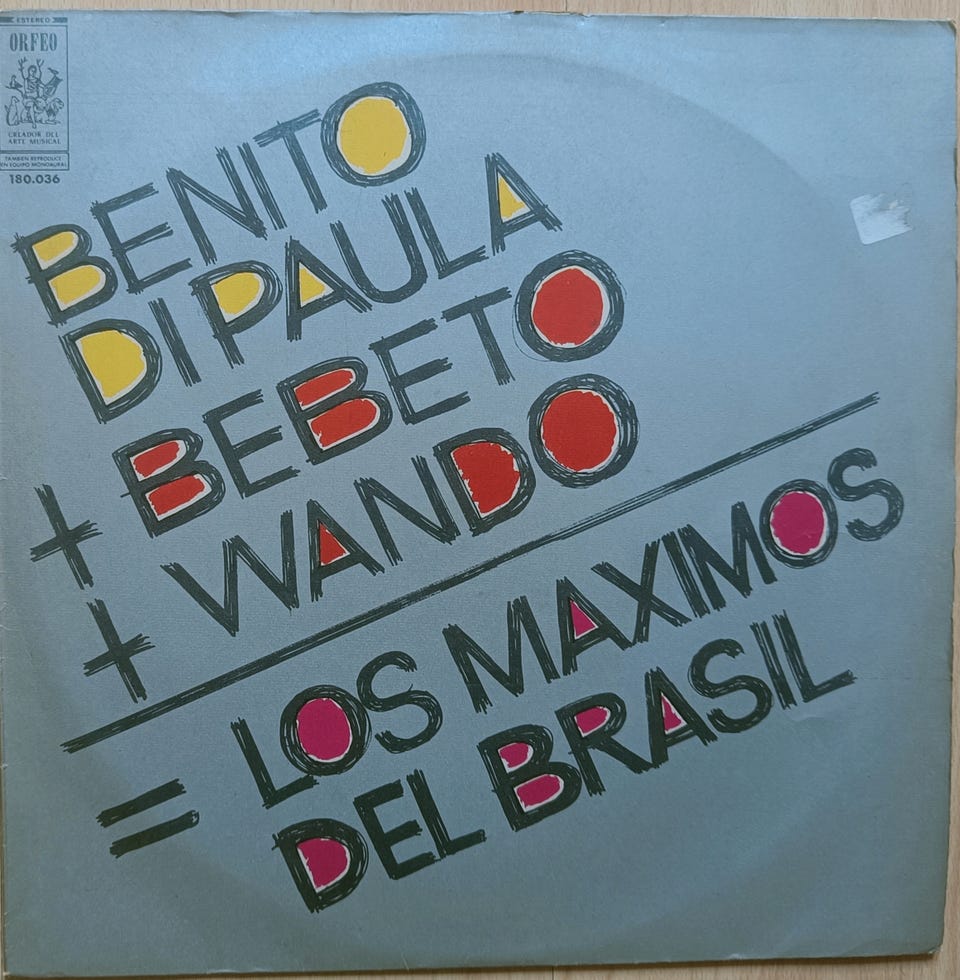 ESTEREO
ORFEO
CREADOR DEL
ARTE MUSICAL
TAMBIEN REPRODUCE
EN EQUIPO MONOAURAL
180.036
BENITO
DI PAULA
+ BEBETO
+ WANDO
= LOS MAXIMOS
DEL BRASIL